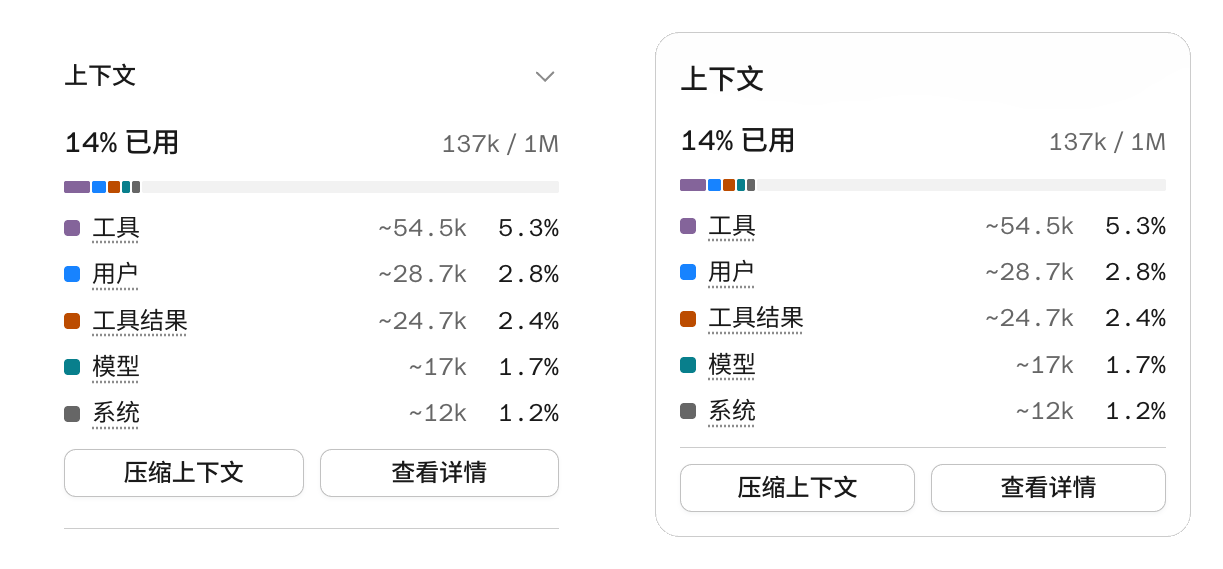 上下文
14% 已用 137k / 1M
工具 ~54.5k 5.3%
用户 ~28.7k 2.8%
工具结果 ~24.7k 2.4%
模型 ~17k 1.7%
系统 ~12k 1.2%
压缩上下文 查看详情
上下文
14% 已用 137k / 1M
工具 ~54.5k 5.3%
用户 ~28.7k 2.8%
工具结果 ~24.7k 2.4%
模型 ~17k 1.7%
系统 ~12k 1.2%
压缩上下文 查看详情